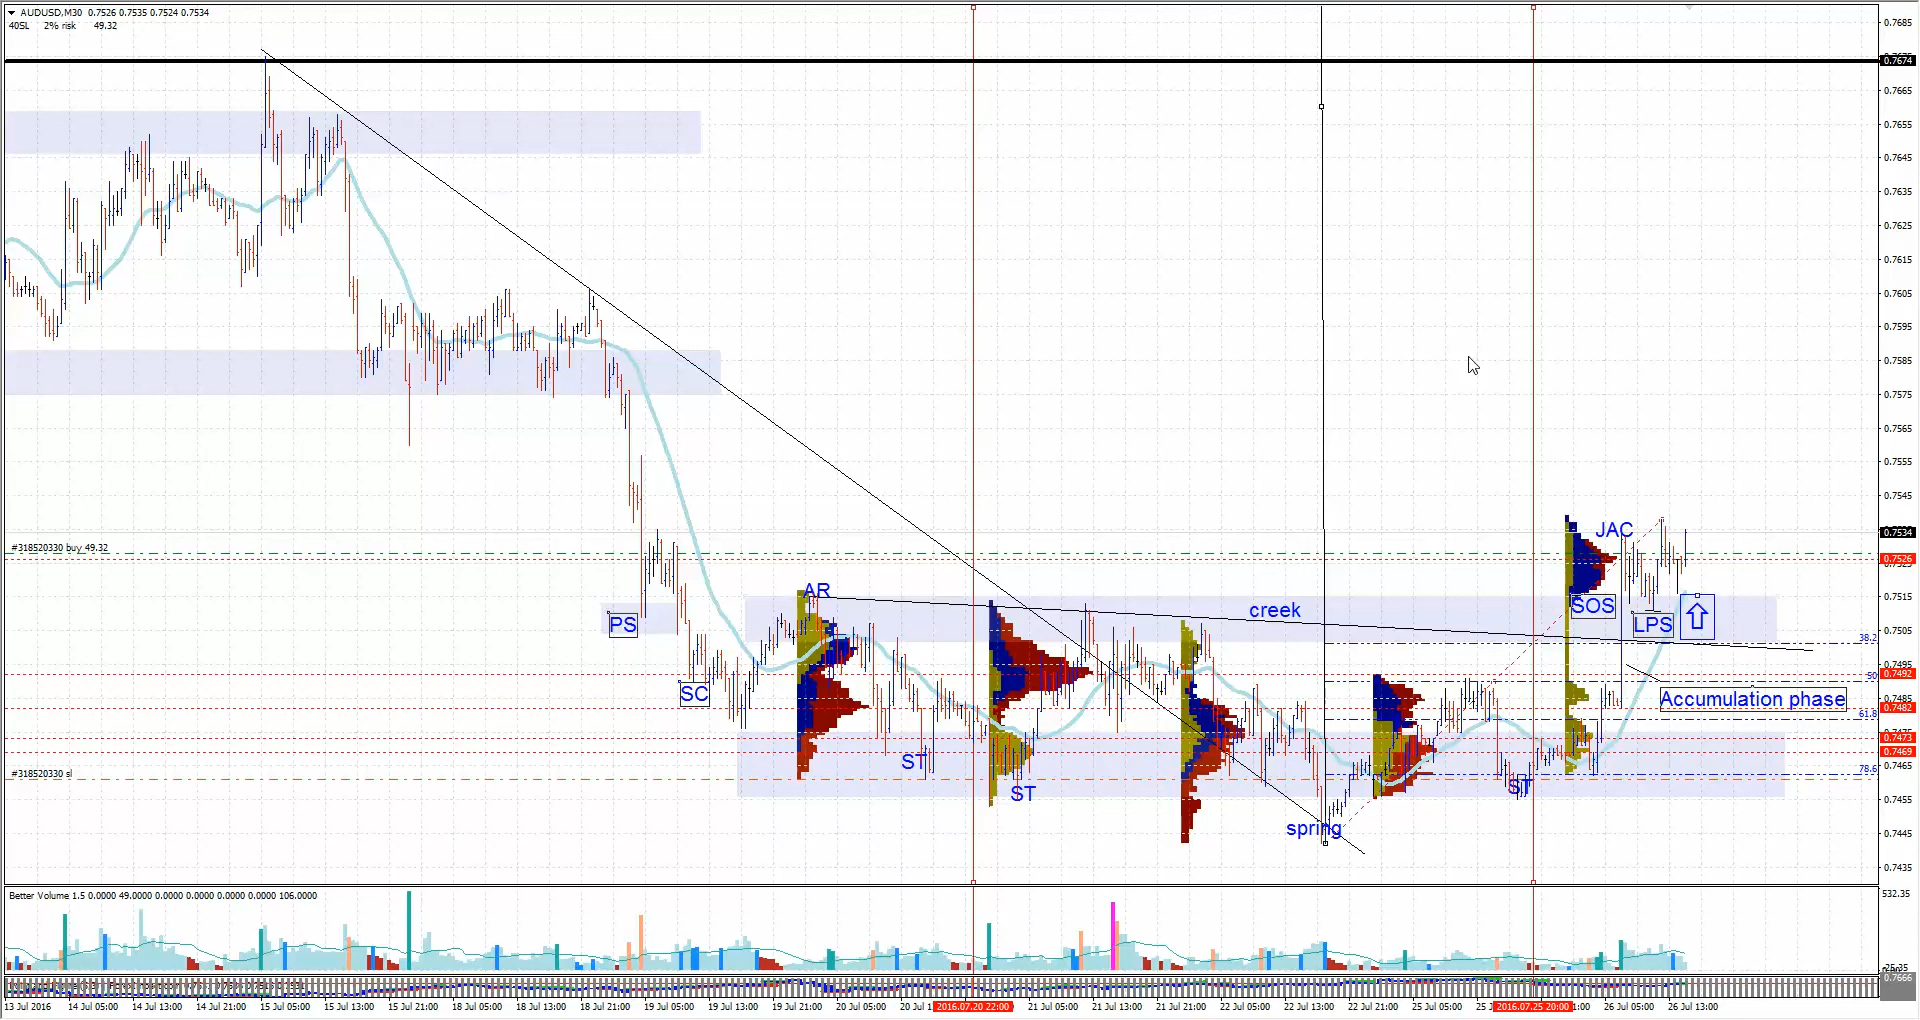 AUDUSD,M30 0.7526 0.7535 0.7524 0.7534
40SL 2% risk 49.32
0.7685
0.7674
0.7665
0.7655
0.7645
0.7635
0.7625
0.7615
0.7605
0.7595
0.7585
0.7575
0.7565
0.7555
0.7545
JAC
0.7534
#318520330 buy 49.32
0.7526
AR
0.7515
creek
SOS
PS
LPS
0.7505
38.2
0.7495
0.7492
50
SC
Accumulation phase
0.7485
0.7482
61.8
0.7473
0.7469
ST
0.7465
78.6
#318520330 sl
ST
ST
0.7455
spring
0.7445
0.7435
Better Volume 1.5 0.0000 49.0000 0.0000 0.0000 0.0000 0.0000 106.0000
532.35
0.7666
13 Jul 2016 14 Jul 05:00 14 Jul 13:00 14 Jul 21:00 15 Jul 05:00 15 Jul 13:00 15 Jul 21:00 18 Jul 05:00 18 Jul 13:00 18 Jul 21:00 19 Jul 05:00 19 Jul 13:00 19 Jul 21:00 20 Jul 05:00 20 Jul 2016.07.20 22:00 21 Jul 05:00 21 Jul 13:00 21 Jul 21:00 22 Jul 05:00 22 Jul 13:00 22 Jul 21:00 25 Jul 05:00 2016.07.25 20:00 26 Jul 05:00 26 Jul 13:00